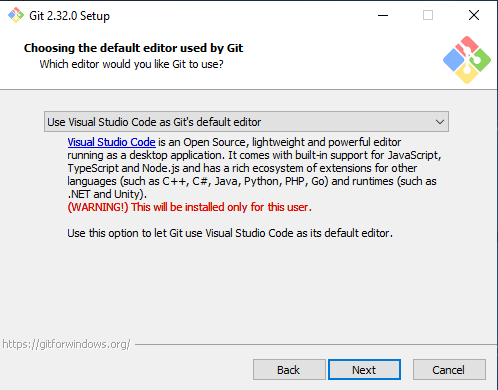 Git 2.32.0 Setup
Choosing the default editor used by Git
Which editor would you like Git to use?
Use Visual Studio Code as Git's default editor
Visual Studio Code is an Open Source, lightweight and powerful editor
running as a desktop application. It comes with built-in support for JavaScript,
TypeScript and Node.js and has a rich ecosystem of extensions for other
languages (such as C++, C#, Java, Python, PHP, Go) and runtimes (such as
.NET and Unity).
(WARNING!) This will be installed only for this user.
Use this option to let Git use Visual Studio Code as its default editor.
https://gitforwindows.org/
Back
Next
Cancel